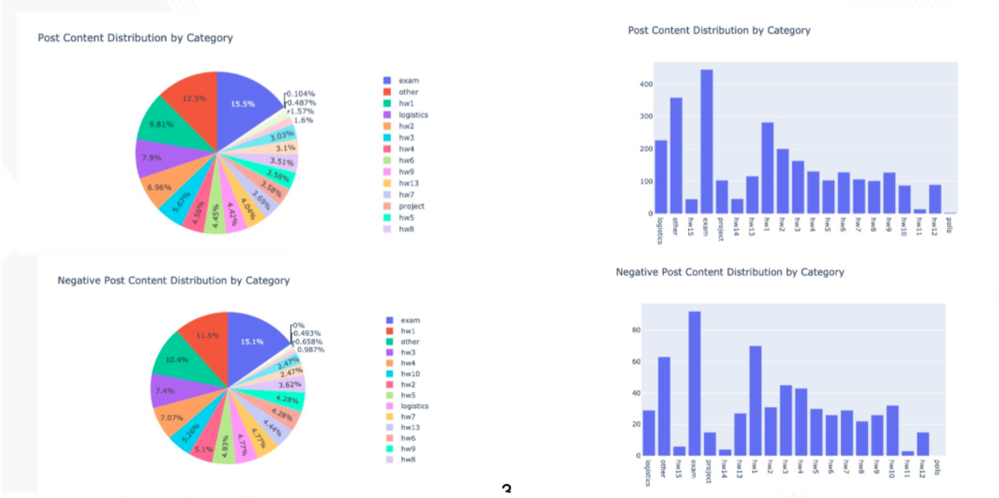 Post Content Distribution by Category
12.5%
15.5%
0.104%
0.487%
1.57%
1.6%
9.81%
3.03%
3.1%
7.9%
3.51%
3.58%
6.96%
3.58%
5.67%
3.69%
4.56%
4.54%
4.42%
4.04%
exam
other
hw1
logistics
hw2
hw3
hw4
hw6
hw9
hw13
hw7
project
hw5
hw8
Post Content Distribution by Category
400
300
200
100
0
logistics
other
hw15
exam
project
hw14
hw13
hw1
hw2
hw3
hw4
hw5
hw6
hw7
hw8
hw9
hw10
hw11
hw12
polls
Negative Post Content Distribution by Category
11.5%
15.1%
0%
0.493%
0.658%
0.987%
10.4%
2.47%
2.47%
3.62%
7.4%
4.28%
4.28%
7.07%
4.44%
5.26%
5.1%
4.93%
4.77%
4.77%
exam
hw1
other
hw3
hw4
hw10
hw2
hw5
logistics
hw7
hw13
hw6
hw9
hw8
Negative Post Content Distribution by Category
80
60
40
20
0
logistics
other
hw15
exam
project
hw14
hw13
hw1
hw2
hw3
hw4
hw5
hw6
hw7
hw8
hw9
hw10
hw11
hw12
polls
3